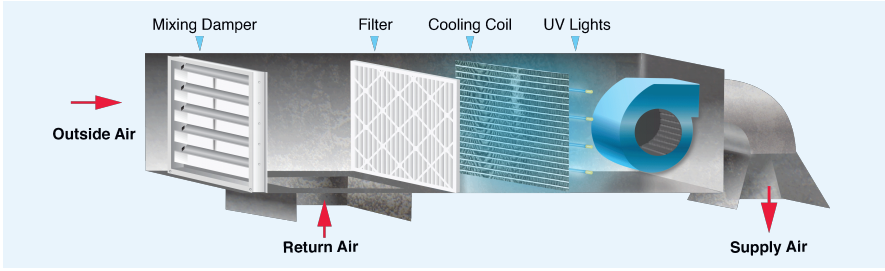 Mixing Damper
Filter
Cooling Coil
UV Lights
Outside Air
Return Air
Supply Air